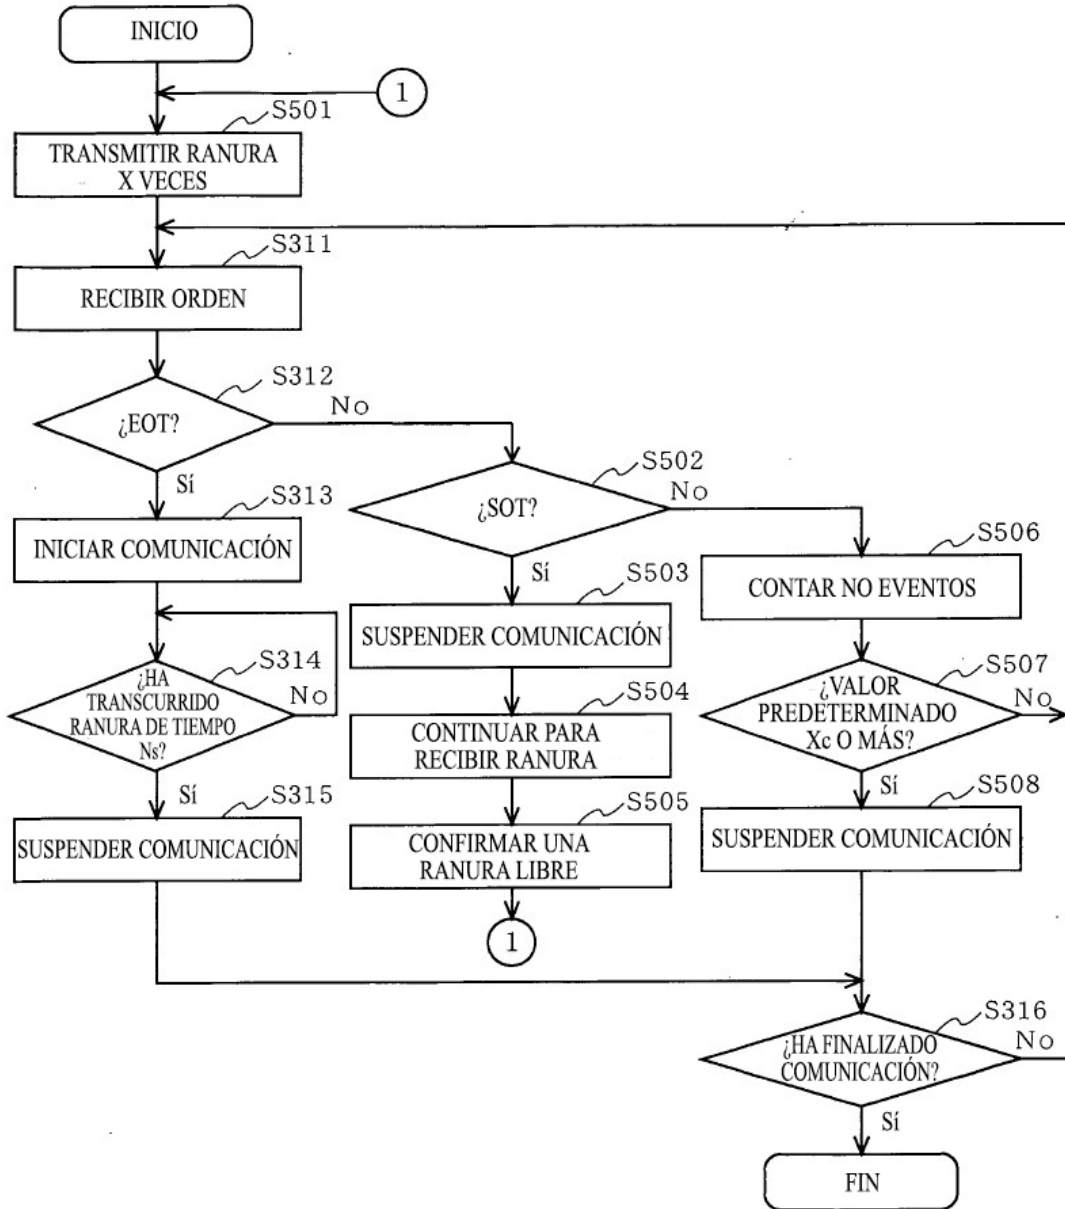 INICIO
1
S501
TRANSMITIR RANURA
X VECES
S311
RECIBIR ORDEN
S312
¿EOT?
No
Sí
S313
INICIAR COMUNICACIÓN
S314
¿HA
TRANSCURRIDO
RANURA DE TIEMPO
Ns?
No
Sí
S315
SUSPENDER COMUNICACIÓN
S502
¿SOT?
No
Sí
S503
SUSPENDER COMUNICACIÓN
S504
CONTINUAR PARA
RECIBIR RANURA
S505
CONFIRMAR UNA
RANURA LIBRE
1
S506
CONTAR NO EVENTOS
S507
¿VALOR
PREDETERMINADO
Xc O MÁS?
No
Sí
S508
SUSPENDER COMUNICACIÓN
S316
¿HA FINALIZADO
COMUNICACIÓN?
No
Sí
FIN